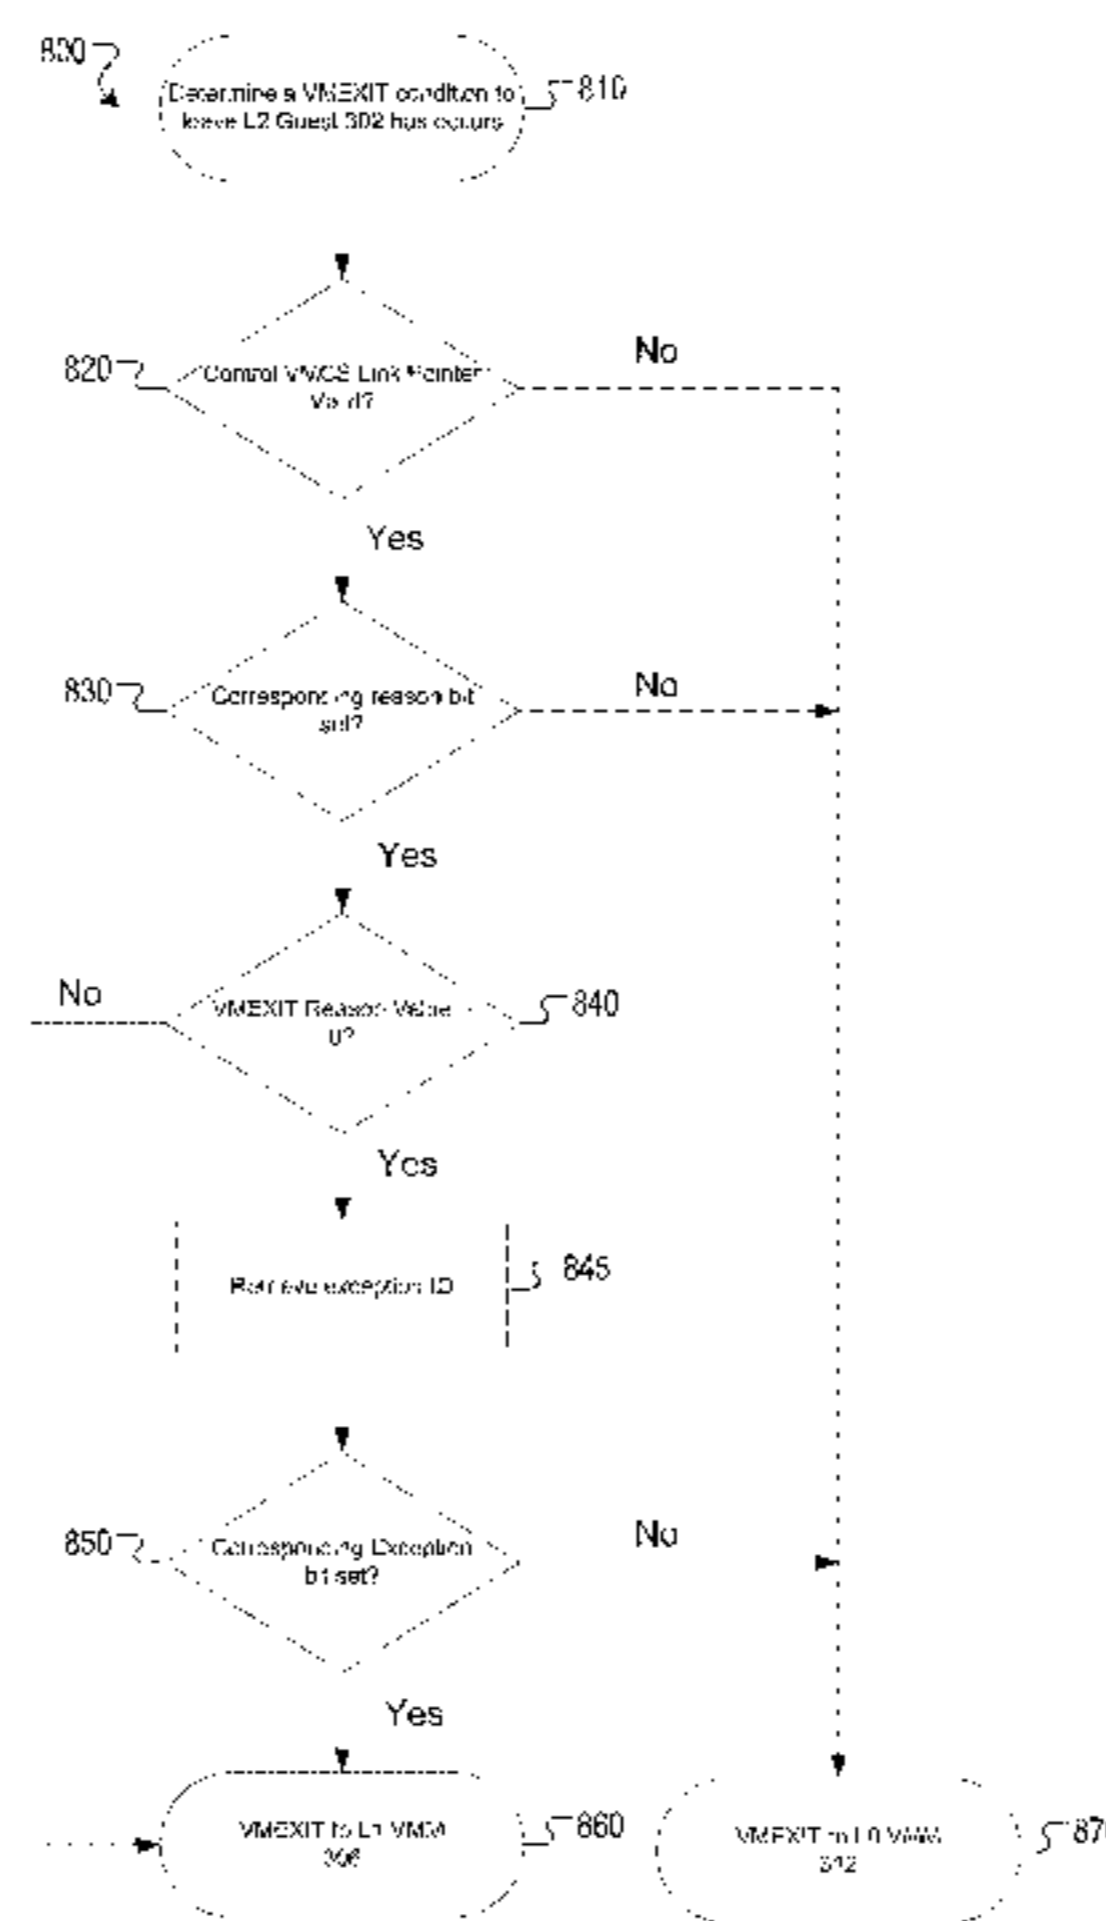 800
Determine a VMEXIT condition to
leave L2 Guest 302 has occurs
810
820
Control VMCS Link Pointer
Valid?
No
Yes
830
Corresponding reason bit
set?
No
Yes
No
VMEXIT Reason Value
0?
840
Yes
Retrieve exception ID
845
850
Corresponding Exception
bit set?
No
Yes
VMEXIT to L1 VMM
860
VMEXIT to L0 VMM
312